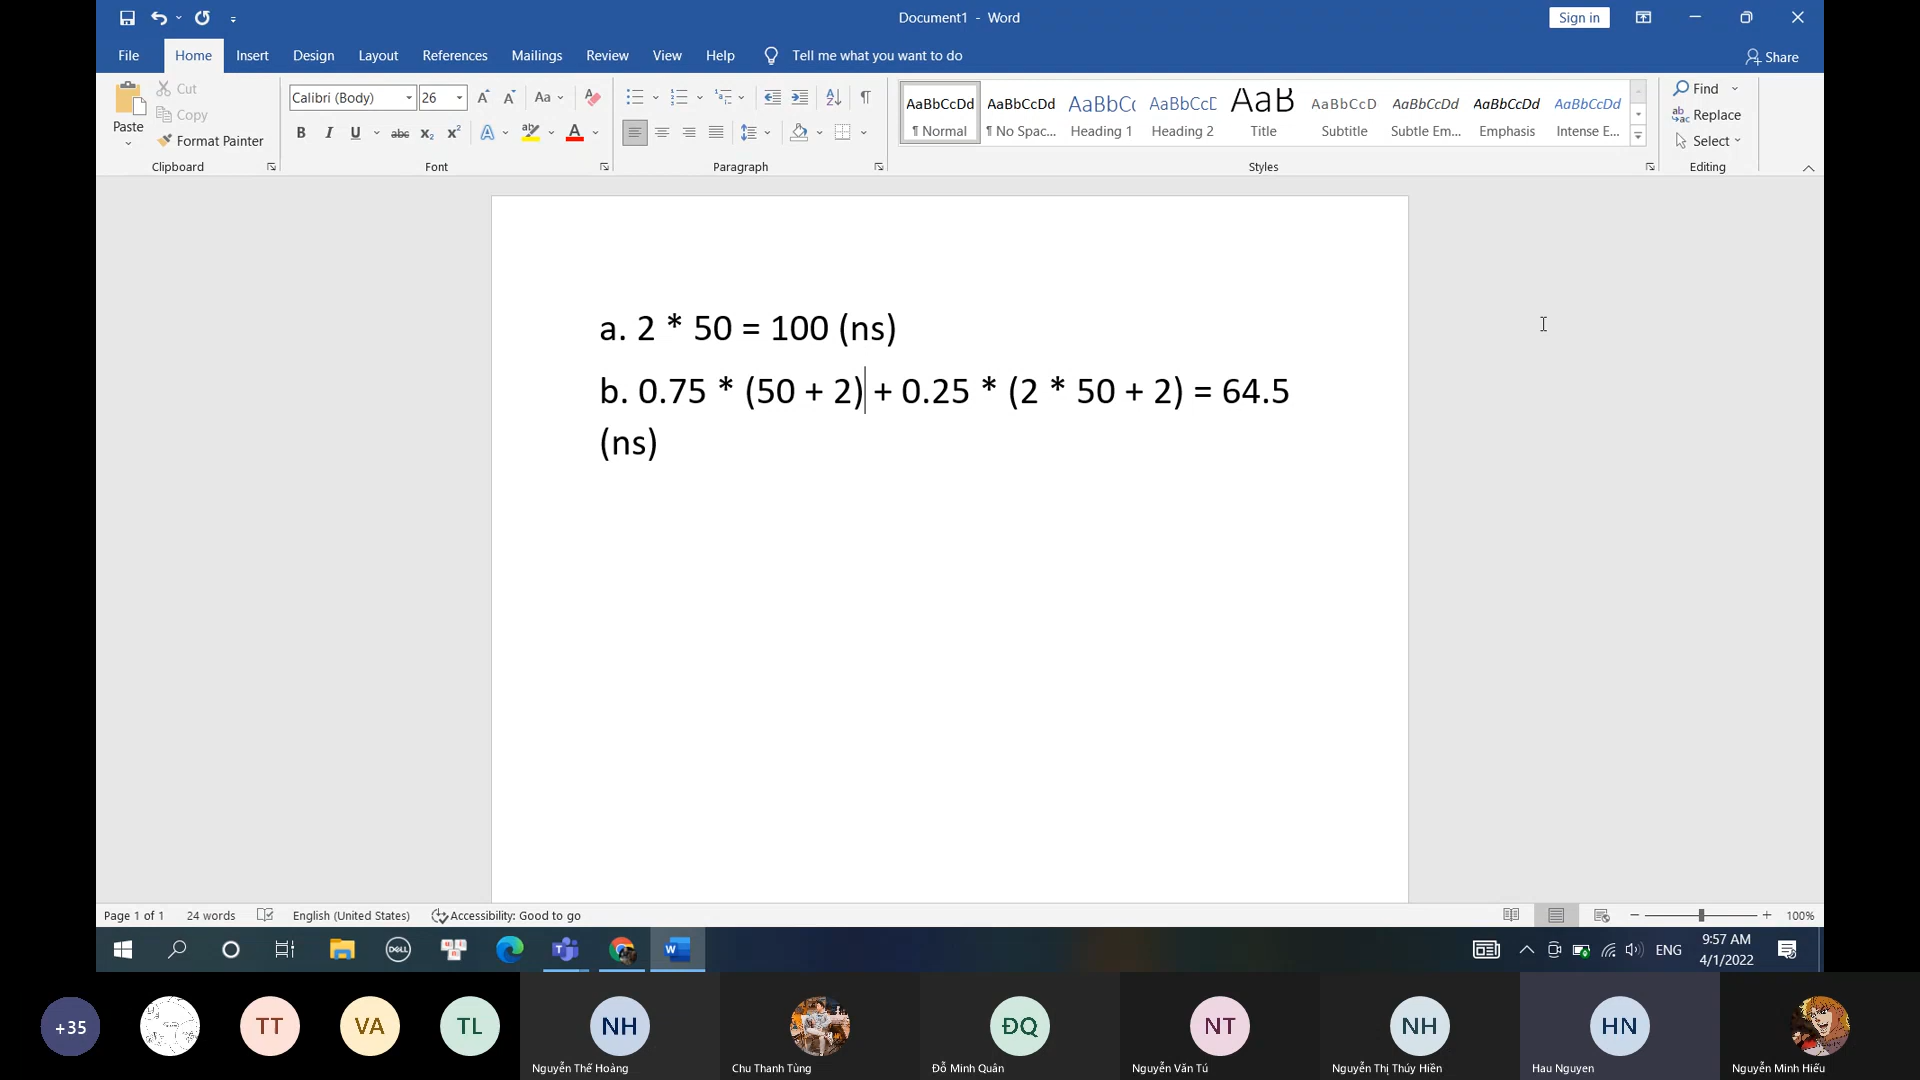 Document1 - Word
Sign in
File Home Insert Design Layout References Mailings Review View Help Tell me what you want to do Share
Paste Cut Copy Format Painter
Clipboard
Calibri (Body) 26 Aa
B I U abc x₂ x² A A
Font
Paragraph
AaBbCcDd AaBbCcDd AaBbC AaBbCcD AaB AaBbCcD AaBbCcDd AaBbCcDd AaBbCcDd
¶ Normal ¶ No Spac... Heading 1 Heading 2 Title Subtitle Subtle Em... Emphasis Intense E...
Styles
Find
Replace
Select
Editing
a. 2 * 50 = 100 (ns)
b. 0.75 * (50 + 2) + 0.25 * (2 * 50 + 2) = 64.5
(ns)
Page 1 of 1 24 words English (United States) Accessibility: Good to go 100%
DELL
ENG
9:57 AM
4/1/2022
+35 TT VA TL NH ĐQ NT NH HN
Nguyễn Thế Hoàng Chu Thanh Tùng Đỗ Minh Quân Nguyễn Văn Tú Nguyễn Thị Thúy Hiền Hau Nguyen Nguyễn Minh Hiếu